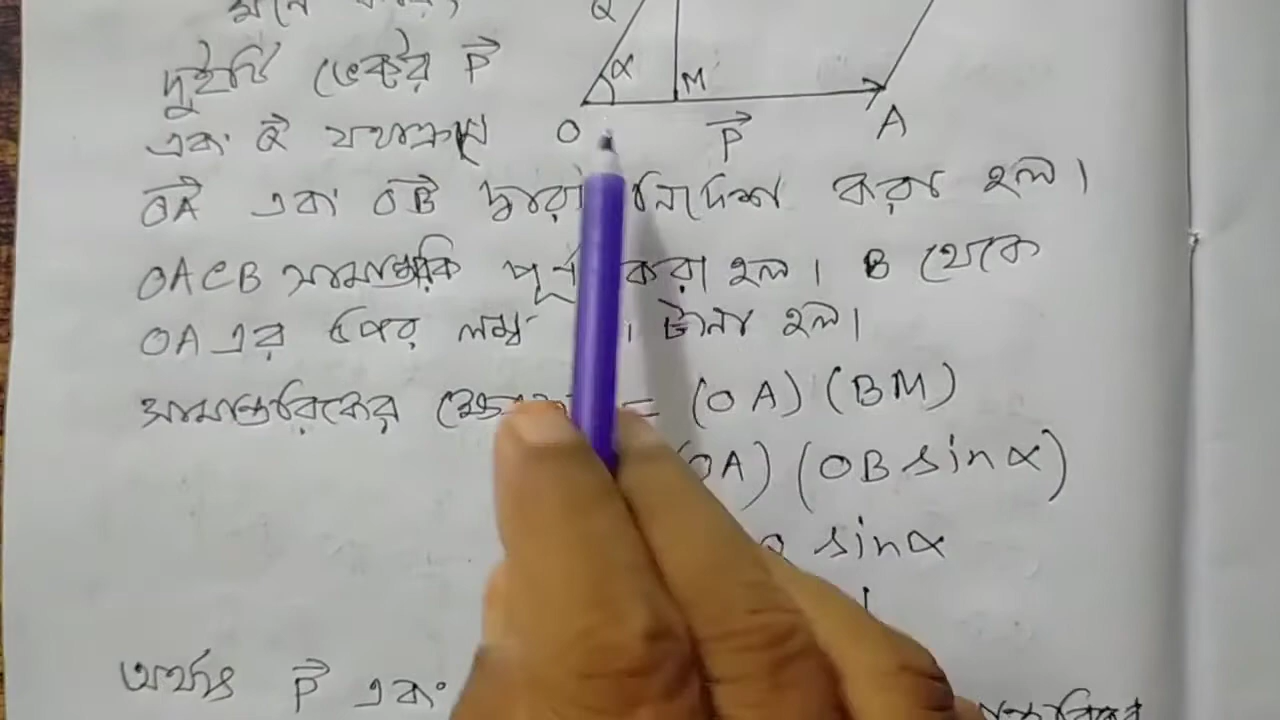 Q
দুইটি ভেক্টর P⃗
α
M
এবং Q⃗ যথাক্রমে
O
P⃗
A
OA⃗ এবং OB⃗ দ্বারা নির্দেশ করা হল।
OACB সামান্তরিক পূর্ণ করা হল। B থেকে
OA এর উপর লম্ব টানা হল।
সামান্তরিকের = (OA) (BM)
(OA) (OB sinα)
Q sinα
অর্থাৎ P⃗ এবং